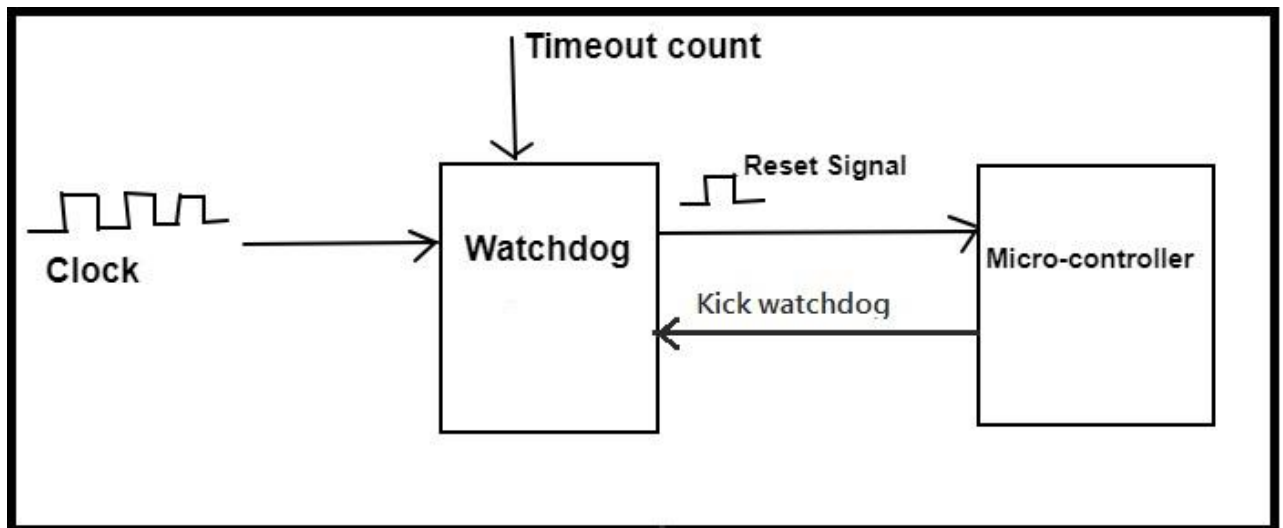 Timeout count
Reset Signal
Clock
Watchdog
Micro-controller
Kick watchdog